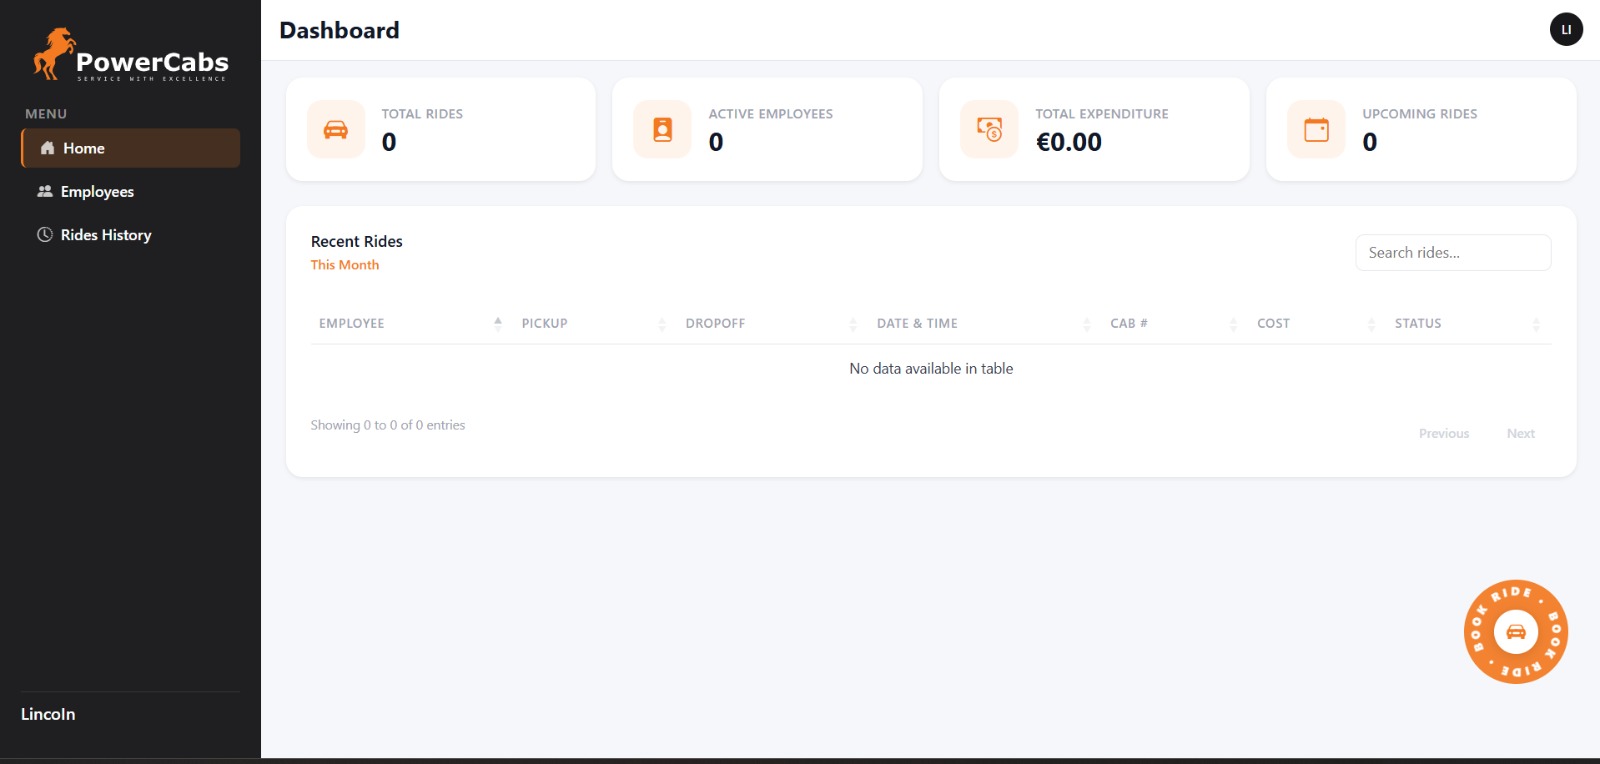 PowerCabs
SERVICE WITH EXCELLENCE
MENU
Home
Employees
Rides History
Lincoln
Dashboard
LI
TOTAL RIDES
0
ACTIVE EMPLOYEES
0
TOTAL EXPENDITURE
€0.00
UPCOMING RIDES
0
Recent Rides
This Month
Search rides...
EMPLOYEE PICKUP DROPOFF DATE & TIME CAB # COST STATUS
No data available in table
Showing 0 to 0 of 0 entries
Previous Next
BOOK RIDE • BOOK RIDE •